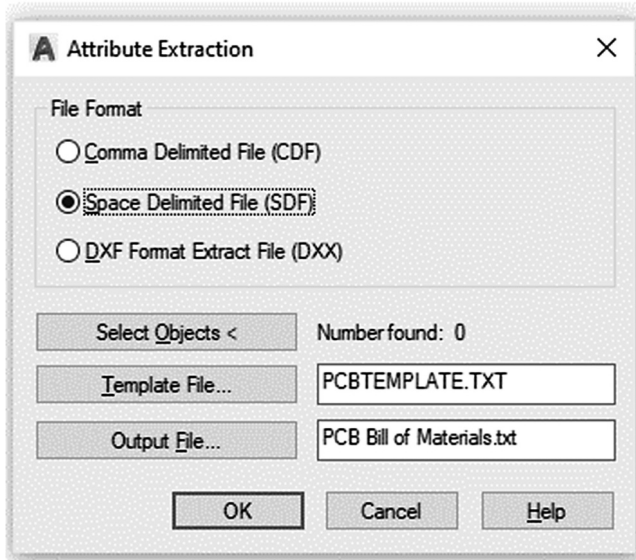 Attribute Extraction
File Format
Comma Delimited File (CDF)
Space Delimited File (SDF)
DXF Format Extract File (DXX)
Select Objects < Number found: 0
Template File... PCBTEMPLATE.TXT
Output File... PCB Bill of Materials.txt
OK Cancel Help